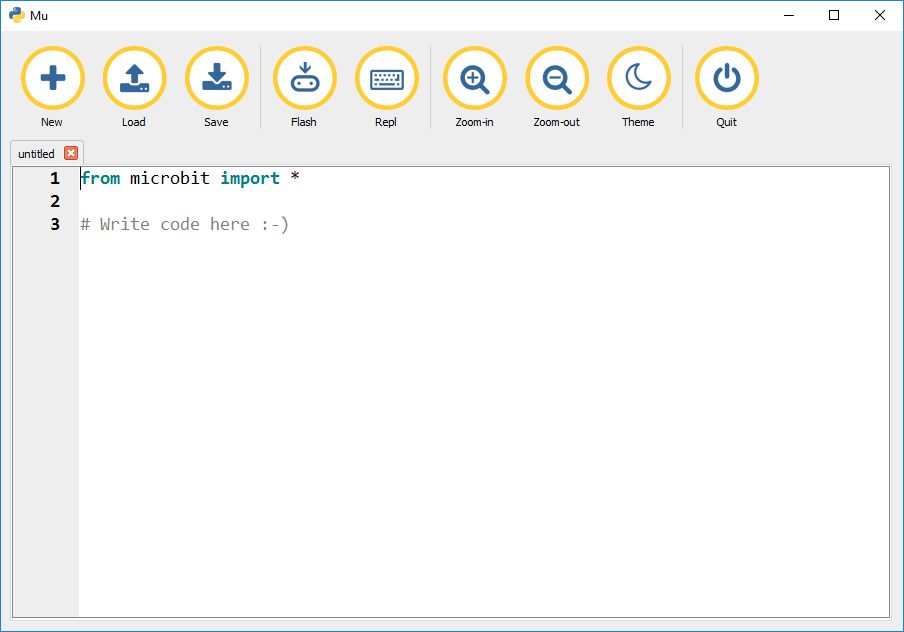 Mu
New Load Save Flash Repl Zoom-in Zoom-out Theme Quit
untitled
1 from microbit import *
2
3 # Write code here :-)